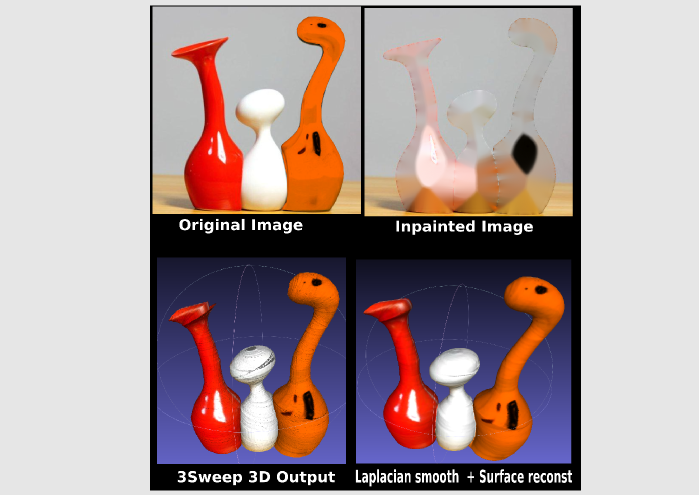 Original Image
Inpainted Image
3Sweep 3D Output
Laplacian smooth + Surface reconst